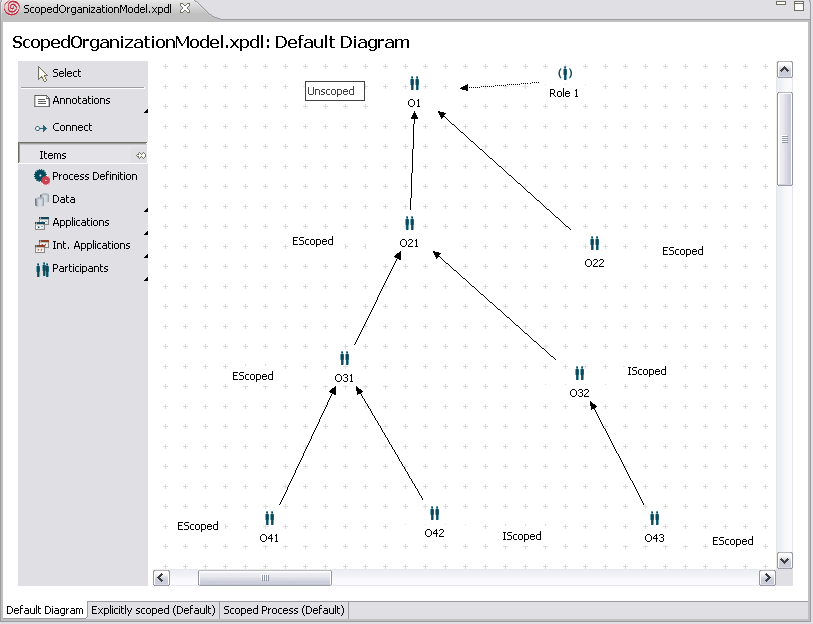 ScopedOrganizationModel.xpdl
ScopedOrganizationModel.xpdl: Default Diagram
Select
Annotations
Connect
Items
Process Definition
Data
Applications
Int. Applications
Participants
Unscoped
O1
Role 1
EScoped
O21
O22
EScoped
EScoped
O31
O32
IScoped
EScoped
O41
O42
IScoped
O43
EScoped
Default Diagram
Explicitly scoped (Default)
Scoped Process (Default)